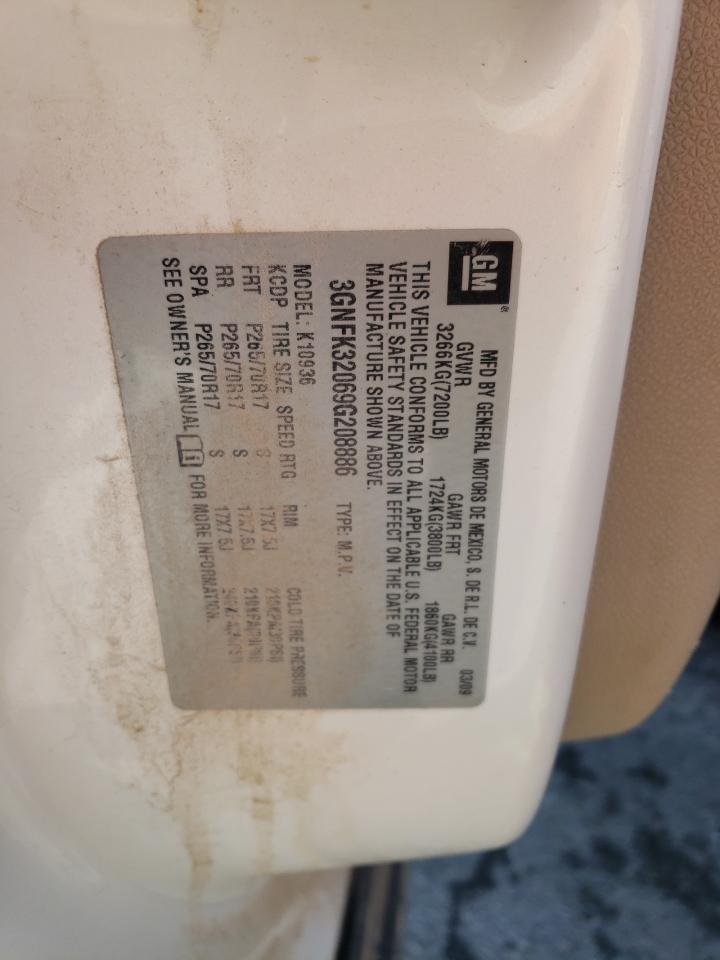 GM®
MFD BY GENERAL MOTORS DE MEXICO, S. DE R.L. DE C.V. 03/09
GVWR GAWR FRT GAWR RR
3266KG(7200LB) 1724KG(3800LB) 1860KG(4100LB)
THIS VEHICLE CONFORMS TO ALL APPLICABLE U.S. FEDERAL MOTOR
VEHICLE SAFETY STANDARDS IN EFFECT ON THE DATE OF
MANUFACTURE SHOWN ABOVE.
3GNFK32069G208886 TYPE: M.P.V.
MODEL: K10936
KCDP TIRE SIZE SPEED RTG RIM COLD TIRE PRESSURE
FRT P265/70R17 S 17X7.5J 210KPA/30PSI
RR P265/70R17 S 17X7.5J
SPA P265/70R17 S
SEE OWNER'S MANUAL FOR MORE INFORMATION.